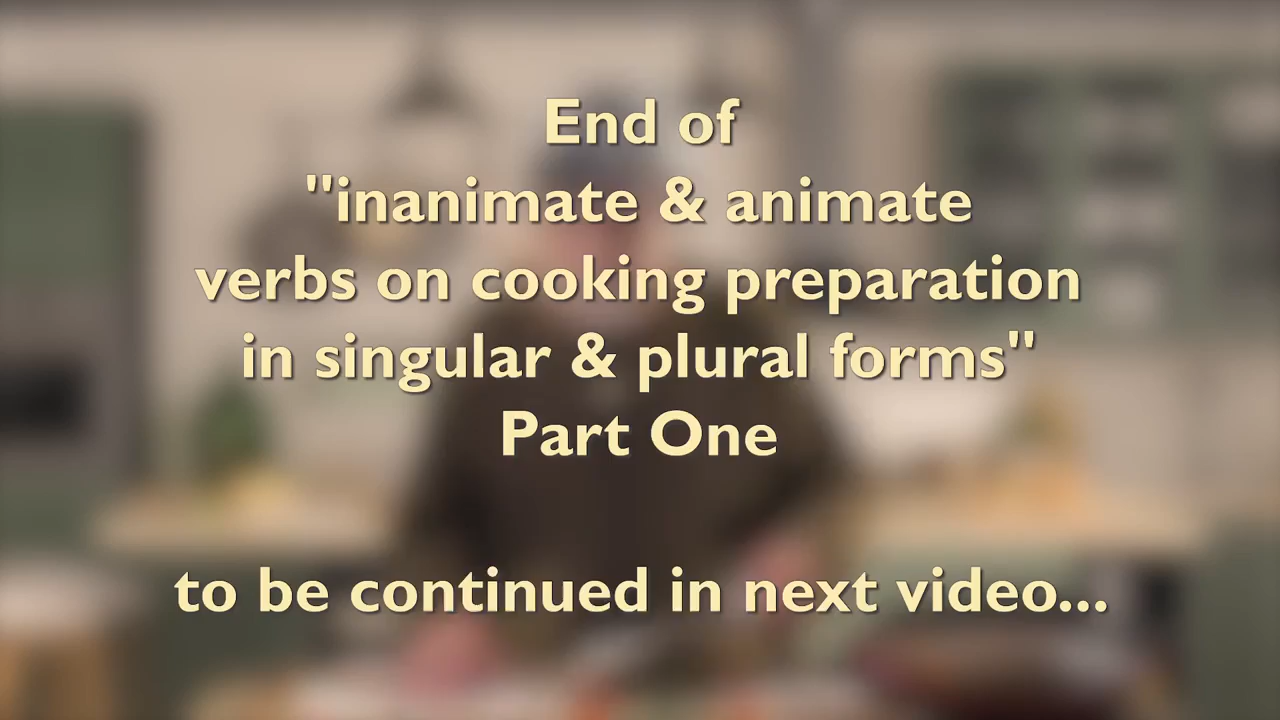 End of
"inanimate & animate
verbs on cooking preparation
in singular & plural forms"
Part One
to be continued in next video...